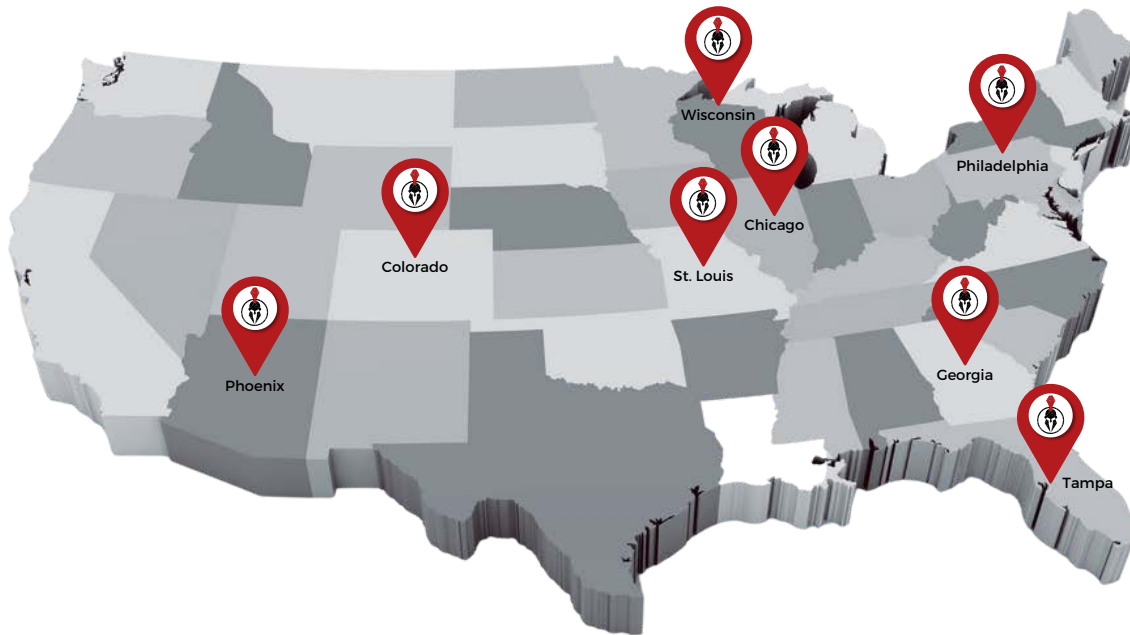 Wisconsin
Philadelphia
Chicago
Colorado
St. Louis
Georgia
Phoenix
Tampa